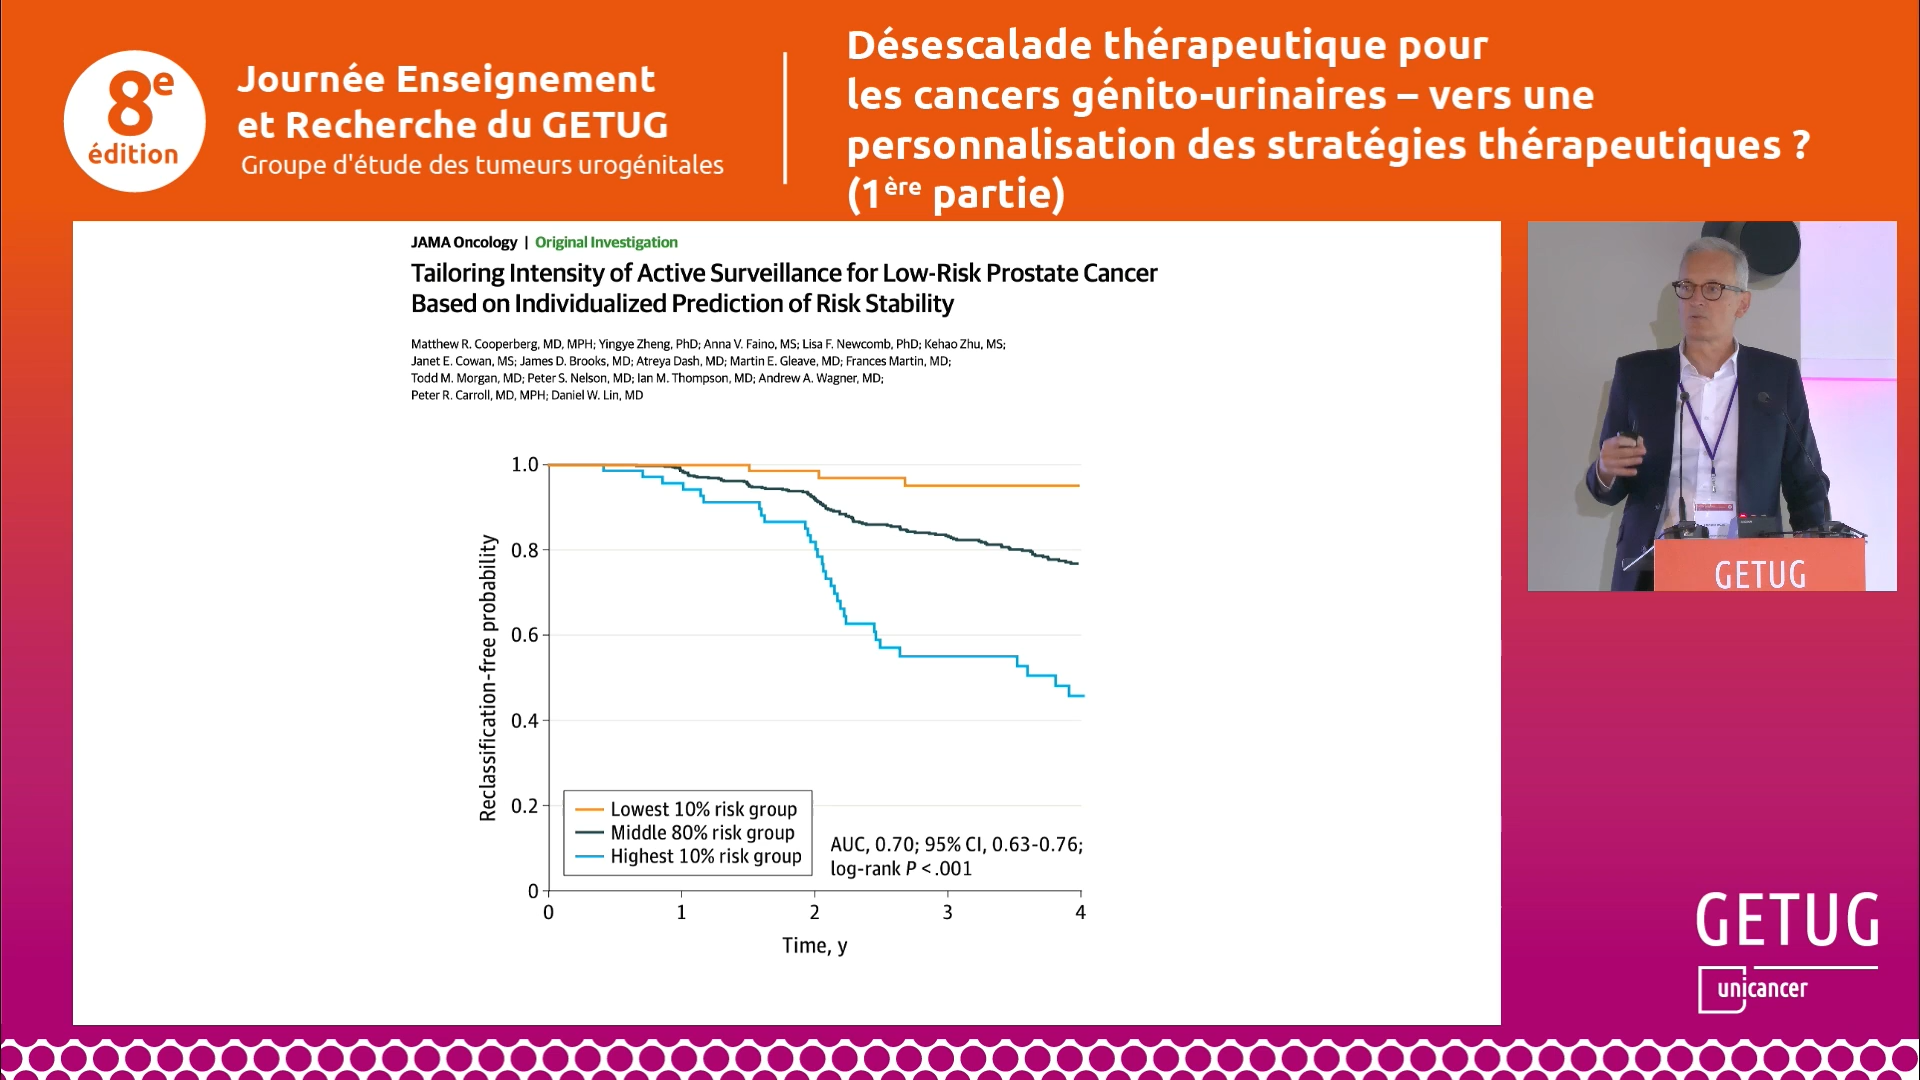 8e
édition
Journée Enseignement
et Recherche du GETUG
Groupe d'étude des tumeurs urogénitales
Désescalade thérapeutique pour
les cancers génito-urinaires – vers une
personnalisation des stratégies thérapeutiques ?
(1ère partie)
JAMA Oncology | Original Investigation
Tailoring Intensity of Active Surveillance for Low-Risk Prostate Cancer
Based on Individualized Prediction of Risk Stability
Matthew R. Cooperberg, MD, MPH; Yingye Zheng, PhD; Anna V. Faino, MS; Lisa F. Newcomb, PhD; Kehao Zhu, MS;
Janet E. Cowan, MS; James D. Brooks, MD; Atreya Dash, MD; Martin E. Gleave, MD; Frances Martin, MD;
Todd M. Morgan, MD; Peter S. Nelson, MD; Ian M. Thompson, MD; Andrew A. Wagner, MD;
Peter R. Carroll, MD, MPH; Daniel W. Lin, MD
Reclassification-free probability
1.0
0.8
0.6
0.4
0.2
0
Lowest 10% risk group
Middle 80% risk group
Highest 10% risk group
AUC, 0.70; 95% CI, 0.63-0.76;
log-rank P <.001
0 1 2 3 4
Time, y
GETUG
GETUG
unicancer